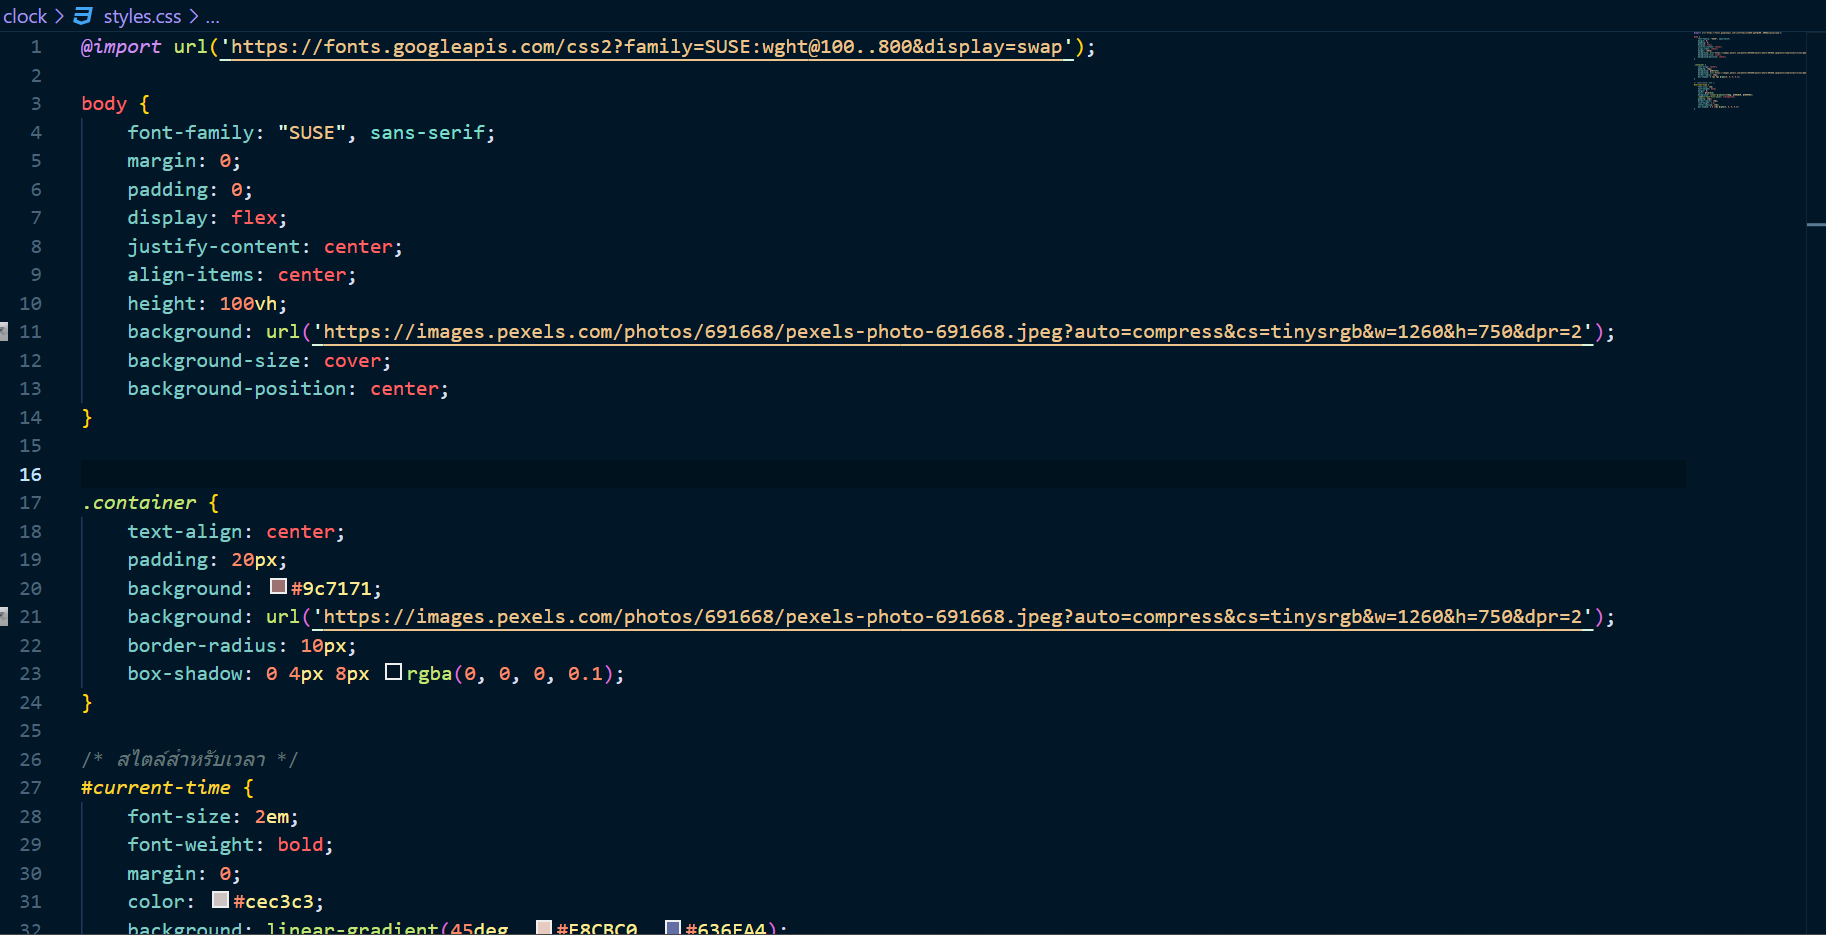 clock > styles.css > ...
1 @import url('https://fonts.googleapis.com/css2?family=SUSE:wght@100..800&display=swap');
2
3 body {
4 font-family: "SUSE", sans-serif;
5 margin: 0;
6 padding: 0;
7 display: flex;
8 justify-content: center;
9 align-items: center;
10 height: 100vh;
11 background: url('https://images.pexels.com/photos/691668/pexels-photo-691668.jpeg?auto=compress&cs=tinysrgb&w=1260&h=750&dpr=2');
12 background-size: cover;
13 background-position: center;
14 }
15
16
17 .container {
18 text-align: center;
19 padding: 20px;
20 background: #9c7171;
21 background: url('https://images.pexels.com/photos/691668/pexels-photo-691668.jpeg?auto=compress&cs=tinysrgb&w=1260&h=750&dpr=2');
22 border-radius: 10px;
23 box-shadow: 0 4px 8px rgba(0, 0, 0, 0.1);
24 }
25
26 /* สไตล์สำหรับเวลา */
27 #current-time {
28 font-size: 2em;
29 font-weight: bold;
30 margin: 0;
31 color: #cec3c3;
32 background: linear-gradient(45deg, #E8CBC0, #636FA4);